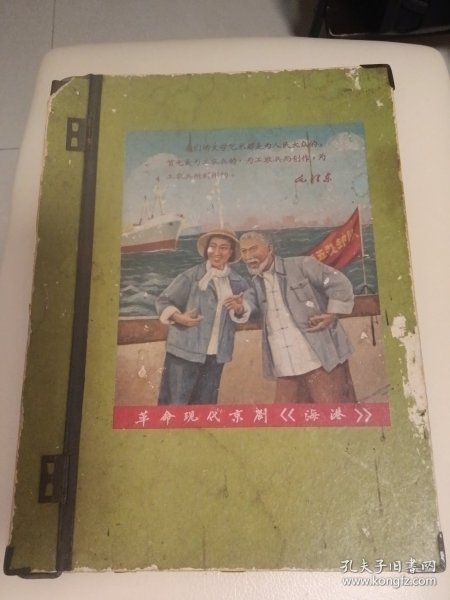 我们的文学艺术都是为人民大众的，
首先是为工农兵的，为工农兵而创作，为
工农兵所利用的。
毛泽东
革命现代京剧《海港》
孔夫子旧书网
www.kongfz.com